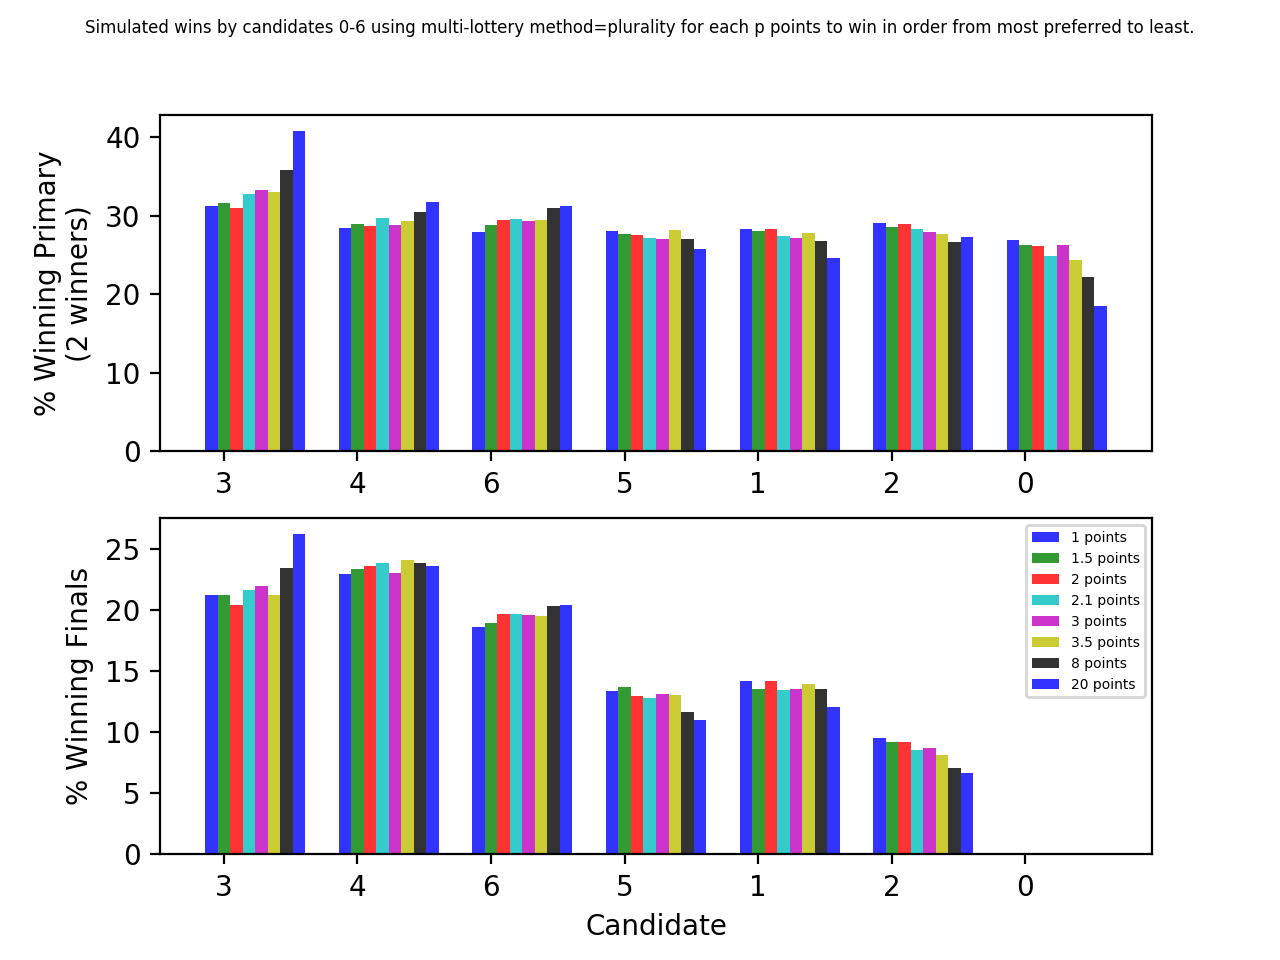 Simulated wins by candidates 0-6 using multi-lottery method=plurality for each p points to win in order from most preferred to least.
% Winning Primary
(2 winners)
40
30
20
10
0
3 4 6 5 1 2 0
% Winning Finals
25
20
15
10
5
0
1 points
1.5 points
2 points
2.1 points
3 points
3.5 points
8 points
20 points
3 4 6 5 1 2 0
Candidate